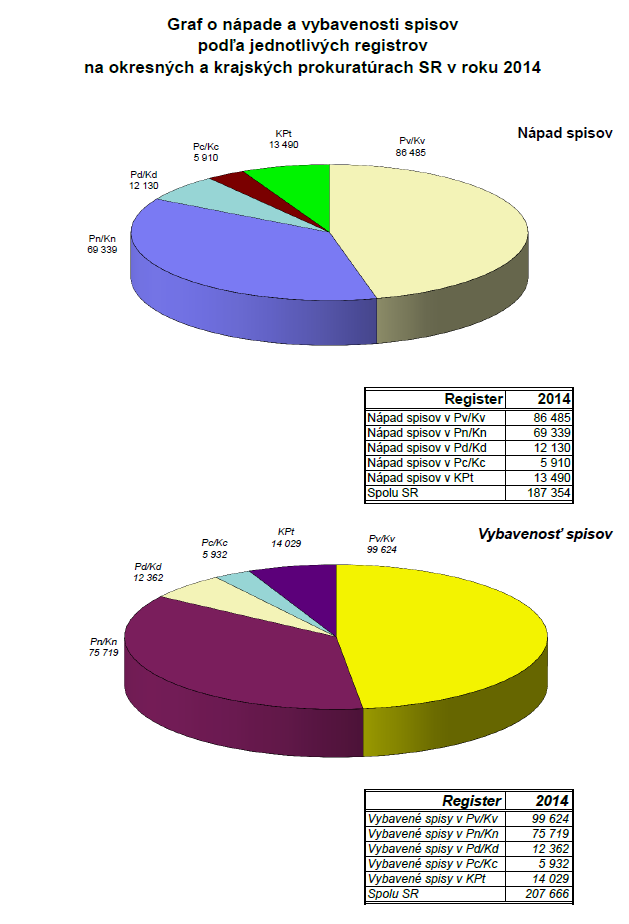 Graf o nápade a vybavenosti spisov
podľa jednotlivých registrov
na okresných a krajských prokuratúrach SR v roku 2014
Nápad spisov
KPt
13 490
Pv/Kv
86 485
Pc/Kc
5 910
Pd/Kd
12 130
Pn/Kn
69 339
Register 2014
Nápad spisov v Pv/Kv 86 485
Nápad spisov v Pn/Kn 69 339
Nápad spisov v Pd/Kd 12 130
Nápad spisov v Pc/Kc 5 910
Nápad spisov v KPt 13 490
Spolu SR 187 354
Vybavenosť spisov
KPt
14 029
Pv/Kv
99 624
Pc/Kc
5 932
Pd/Kd
12 362
Pn/Kn
75 719
Register 2014
Vybavené spisy v Pv/Kv 99 624
Vybavené spisy v Pn/Kn 75 719
Vybavené spisy v Pd/Kd 12 362
Vybavené spisy v Pc/Kc 5 932
Vybavené spisy v KPt 14 029
Spolu SR 207 666